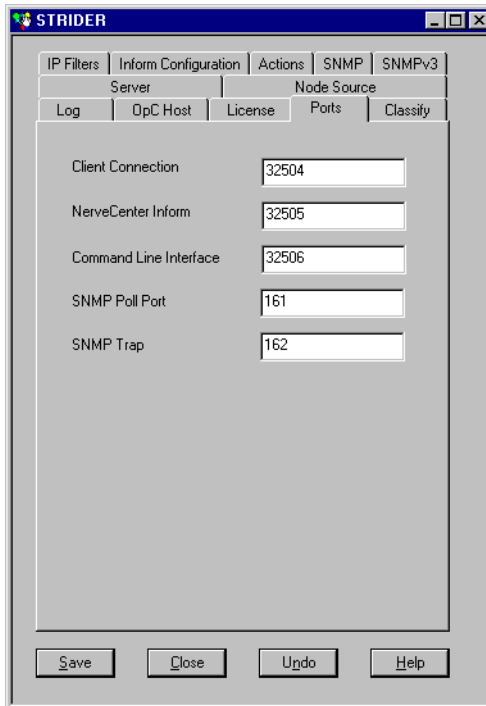 STRIDER
IP Filters Inform Configuration Actions SNMP SNMPv3
Server Node Source
Log OpC Host License Ports Classify
Client Connection 32504
NerveCenter Inform 32505
Command Line Interface 32506
SNMP Poll Port 161
SNMP Trap 162
Save Close Undo Help